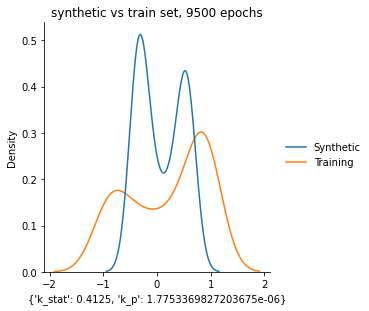 synthetic vs train set, 9500 epochs
0.5
0.4
0.3
0.2
0.1
0.0
Density
Synthetic
Training
-2 -1 0 1 2
{'k_stat': 0.4125, 'k_p': 1.7753369827203675e-06}